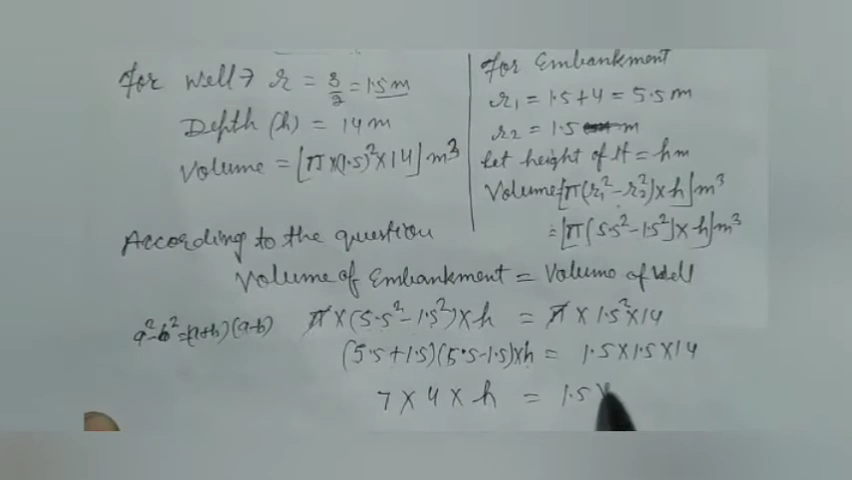 For Well → r = 3/2 = 1.5 m
Depth (h) = 14 m
Volume = [π×(1.5)²×14] m³
For Embankment
r₁ = 1.5+4 = 5.5 m
r₂ = 1.5 m
Let height of it = h m
Volume=[π(r₁²-r₂²)×h]m³
=[π(5.5²-1.5²)×h]m³
According to the question
Volume of Embankment = Volume of Well
π×(5.5²-1.5²)×h = π×1.5²×14
a²-b²=(a+b)(a-b)
(5.5+1.5)(5.5-1.5)×h = 1.5×1.5×14
7×4×h = 1.5×